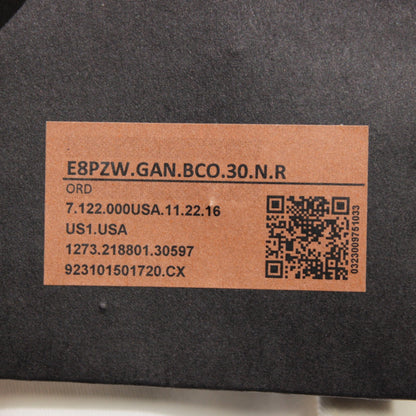 E8PZW.GAN.BCO.30.N.R
ORD
7.122.000USA.11.22.16
US1.USA
1273.218801.30597
923101501720.CX
0323009751033